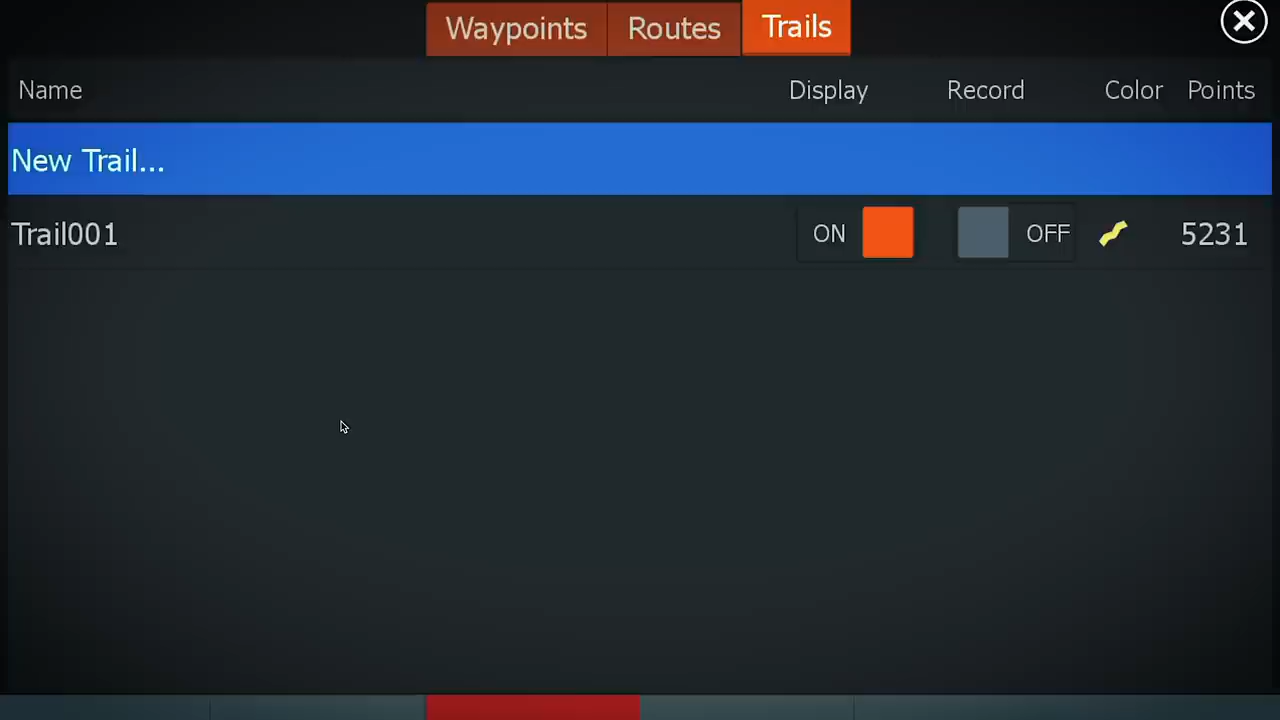 Waypoints Routes Trails
Name Display Record Color Points
New Trail...
Trail001 ON OFF 5231